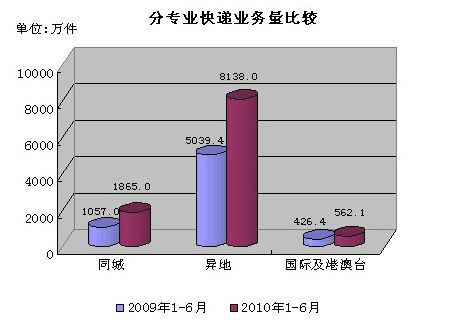 分专业快递业务量比较
单位:万件
10000
8000
6000
4000
2000
0
1057.0
1865.0
5039.4
8138.0
426.4
562.1
同城
异地
国际及港澳台
2009年1-6月
2010年1-6月